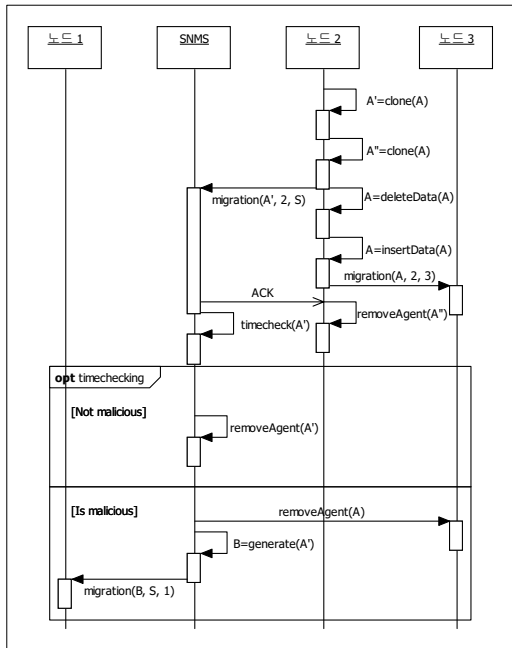 노드 1
SNMS
노드 2
노드 3
A'=clone(A)
A"=clone(A)
migration(A', 2, S)
A=deleteData(A)
A=insertData(A)
migration(A, 2, 3)
ACK
removeAgent(A")
timecheck(A')
opt timechecking
[Not malicious]
removeAgent(A')
[Is malicious]
removeAgent(A)
B=generate(A')
migration(B, S, 1)